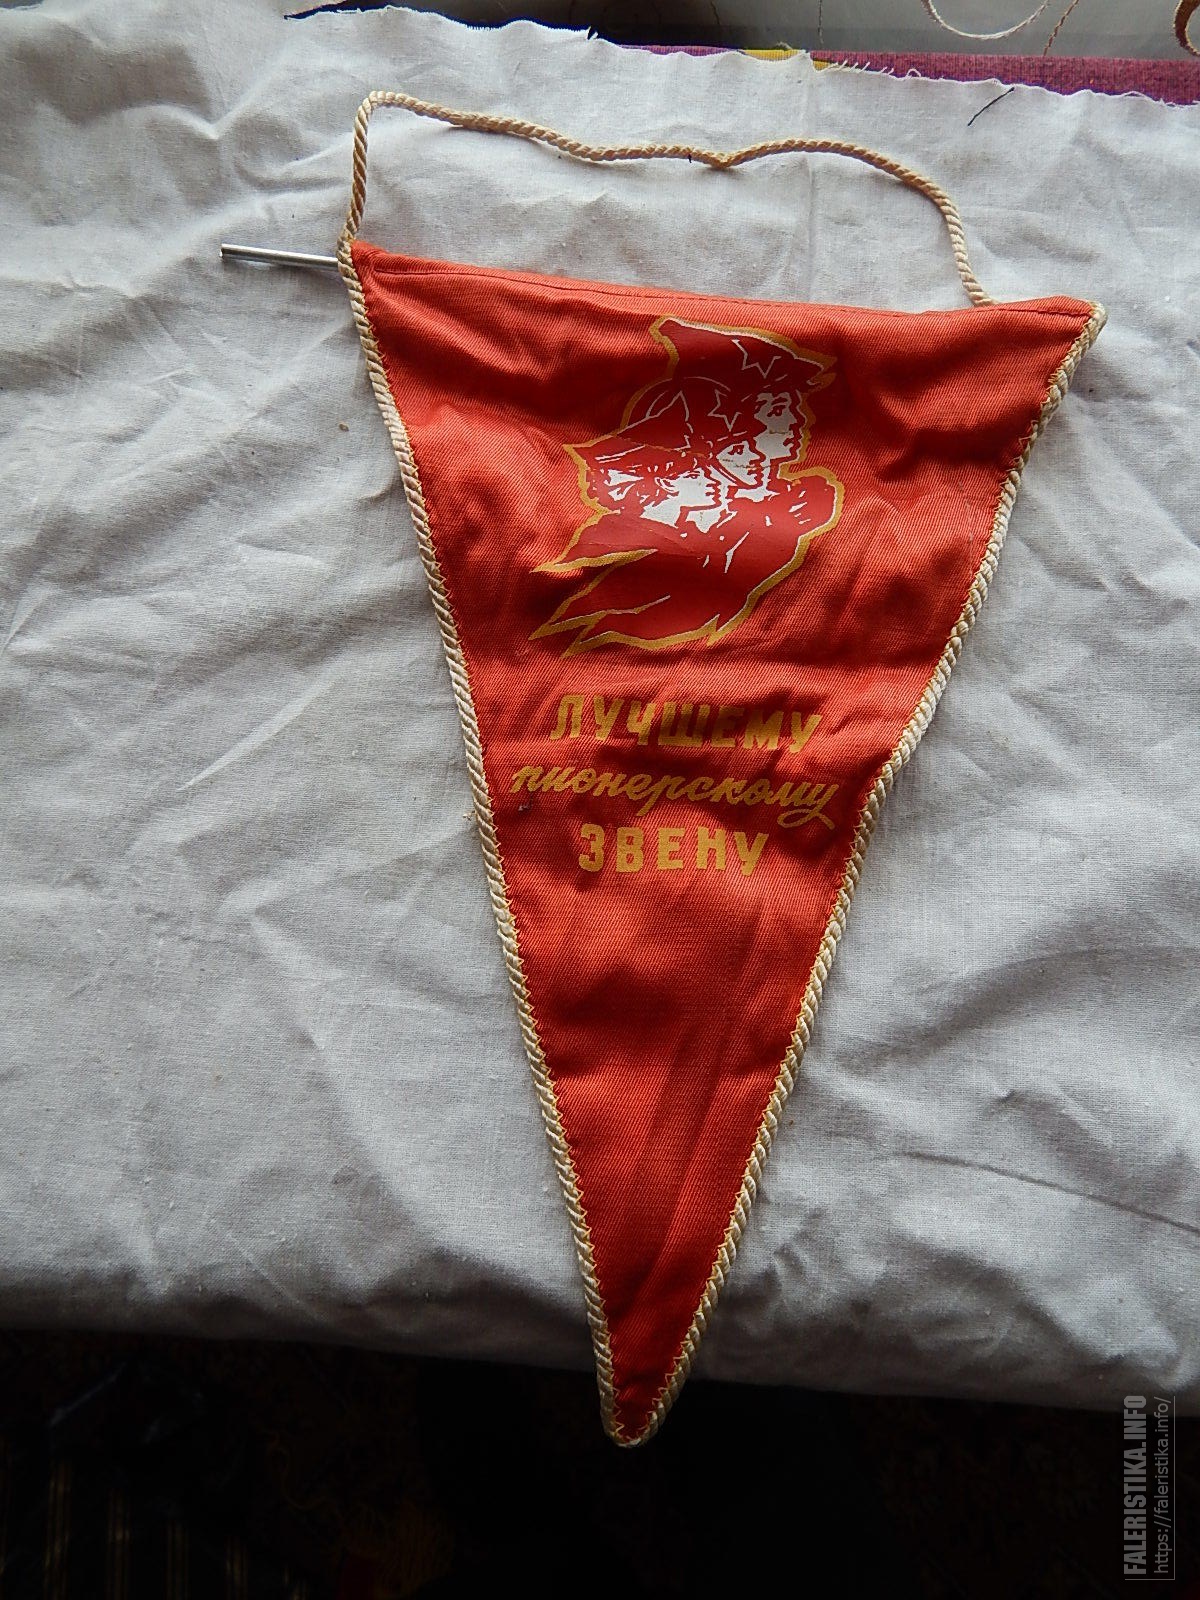 ЛУЧШЕМУ
пионерскому
ЗВЕНУ
FALERISTIKA.INFO
https://faleristika.info/